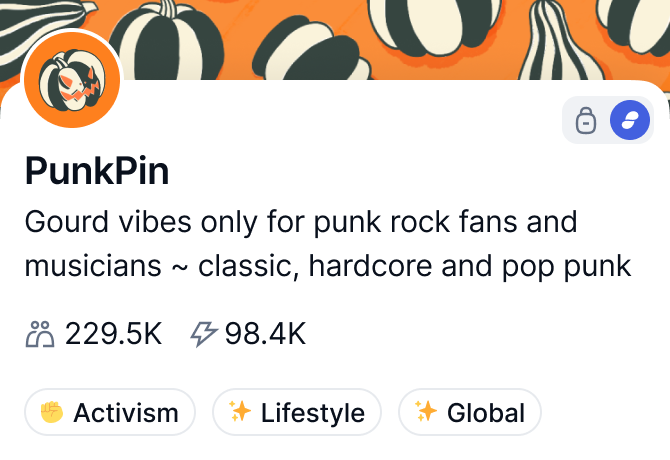 PunkPin
Gourd vibes only for punk rock fans and
musicians ~ classic, hardcore and pop punk
229.5K 98.4K
Activism Lifestyle Global